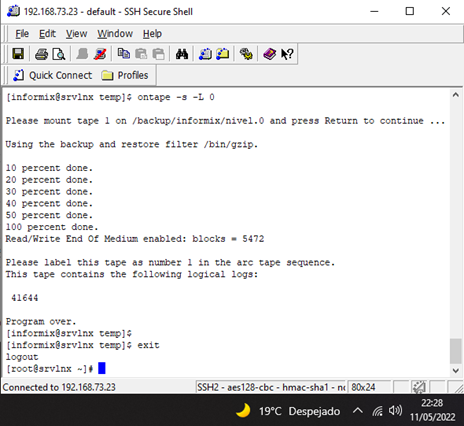 192.168.73.23 - default - SSH Secure Shell
File Edit View Window Help
Quick Connect Profiles
[informix@srvlnx temp]$ ontape -s -L 0
Please mount tape 1 on /backup/informix/nivel.0 and press Return to continue ...
Using the backup and restore filter /bin/gzip.
10 percent done.
20 percent done.
30 percent done.
40 percent done.
50 percent done.
100 percent done.
Read/Write End Of Medium enabled: blocks = 5472
Please label this tape as number 1 in the arc tape sequence.
This tape contains the following logical logs:
41644
Program over.
[informix@srvlnx temp]$
[informix@srvlnx temp]$ exit
logout
[root@srvlnx ~]#
Connected to 192.168.73.23 SSH2 - aes128-cbc - hmac-sha1 - nc 80x24
19°C Despejado 22:28
11/05/2022